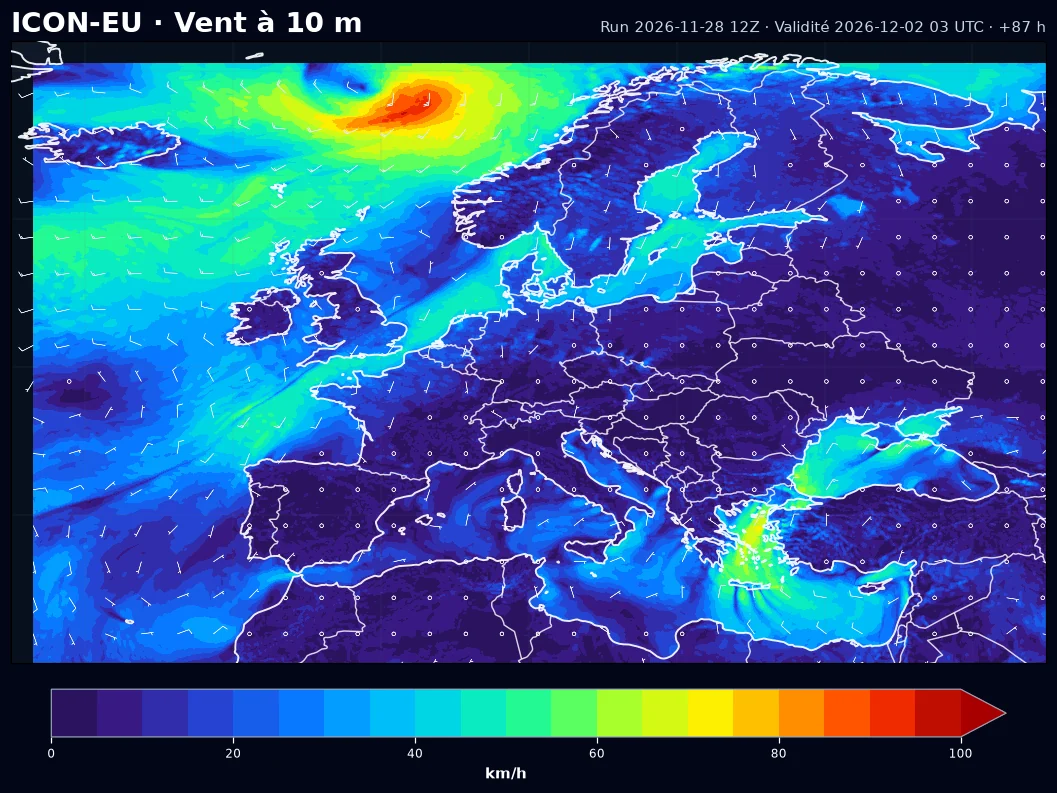 ICON-EU · Vent à 10 m
Run 2026-11-28 12Z · Validité 2026-12-02 03 UTC · +87 h
0 20 40 60 80 100
km/h